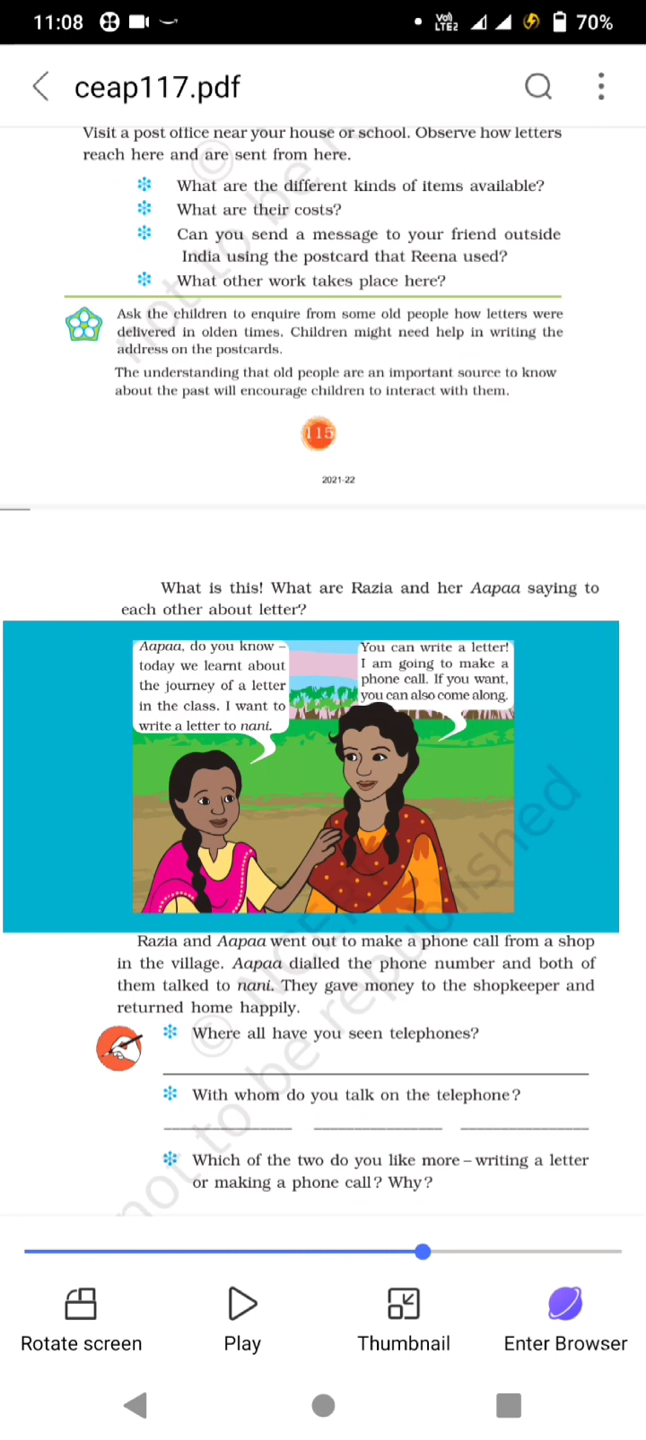 11:08
Vo)
LTE2
70%
ceap117.pdf
Visit a post office near your house or school. Observe how letters
reach here and are sent from here.
What are the different kinds of items available?
What are their costs?
Can you send a message to your friend outside
India using the postcard that Reena used?
What other work takes place here?
Ask the children to enquire from some old people how letters were
delivered in olden times. Children might need help in writing the
address on the postcards.
The understanding that old people are an important source to know
about the past will encourage children to interact with them.
115
2021-22
What is this! What are Razia and her Aapaa saying to
each other about letter?
Aapaa, do you know –
today we learnt about
the journey of a letter
in the class. I want to
write a letter to nani.
You can write a letter!
I am going to make a
phone call. If you want,
you can also come along.
Razia and Aapaa went out to make a phone call from a shop
in the village. Aapaa dialled the phone number and both of
them talked to nani. They gave money to the shopkeeper and
returned home happily.
Where all have you seen telephones?
With whom do you talk on the telephone?
Which of the two do you like more – writing a letter
or making a phone call? Why?
not to be republished
Rotate screen
Play
Thumbnail
Enter Browser